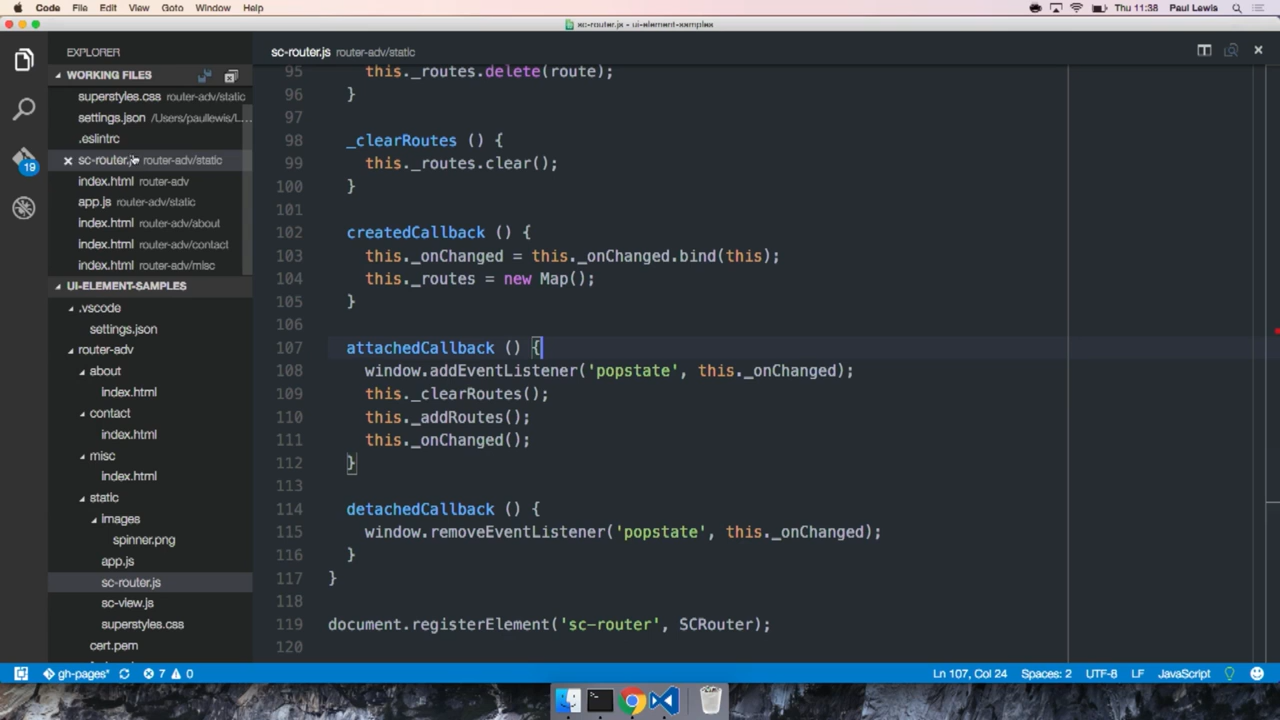 Code File Edit View Goto Window Help Thu 11:38 Paul Lewis
sc-router.js - ui-element-samples
EXPLORER
WORKING FILES
superstyles.css router-adv/static
settings.json /Users/paullewis/L...
.eslintrc
sc-router.js router-adv/static
index.html router-adv
app.js router-adv/static
index.html router-adv/about
index.html router-adv/contact
index.html router-adv/misc
UI-ELEMENT-SAMPLES
.vscode
settings.json
router-adv
about
index.html
contact
index.html
misc
index.html
static
images
spinner.png
app.js
sc-router.js
sc-view.js
superstyles.css
cert.pem
sc-router.js router-adv/static
95 this._routes.delete(route);
96 }
97
98 _clearRoutes () {
99 this._routes.clear();
100 }
101
102 createdCallback () {
103 this._onChanged = this._onChanged.bind(this);
104 this._routes = new Map();
105 }
106
107 attachedCallback () {
108 window.addEventListener('popstate', this._onChanged);
109 this._clearRoutes();
110 this._addRoutes();
111 this._onChanged();
112 }
113
114 detachedCallback () {
115 window.removeEventListener('popstate', this._onChanged);
116 }
117 }
118
119 document.registerElement('sc-router', SCRouter);
120
19
gh-pages* 7 0 Ln 107, Col 24 Spaces: 2 UTF-8 LF JavaScript